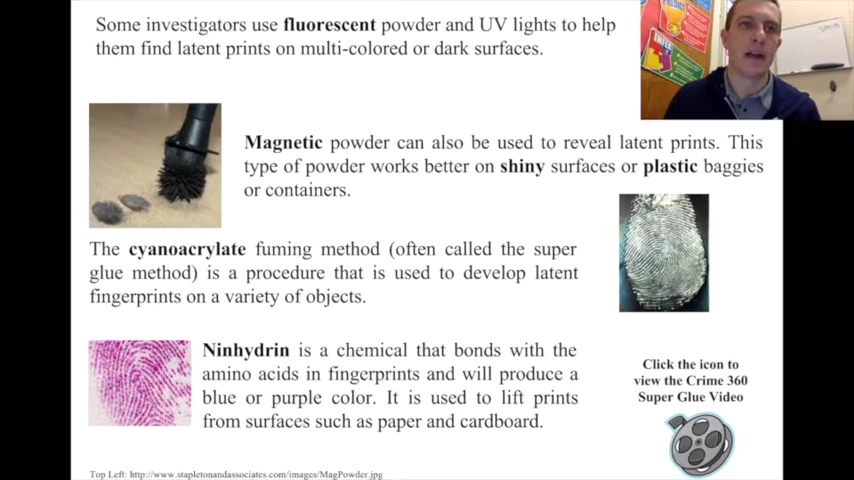 Some investigators use fluorescent powder and UV lights to help
them find latent prints on multi-colored or dark surfaces.
PREDICT
INFER
Magnetic powder can also be used to reveal latent prints. This
type of powder works better on shiny surfaces or plastic baggies
or containers.
The cyanoacrylate fuming method (often called the super
glue method) is a procedure that is used to develop latent
fingerprints on a variety of objects.
Ninhydrin is a chemical that bonds with the
amino acids in fingerprints and will produce a
blue or purple color. It is used to lift prints
from surfaces such as paper and cardboard.
Click the icon to
view the Crime 360
Super Glue Video
Top Left: http://www.stapletonandassociates.com/images/MagPowder.jpg